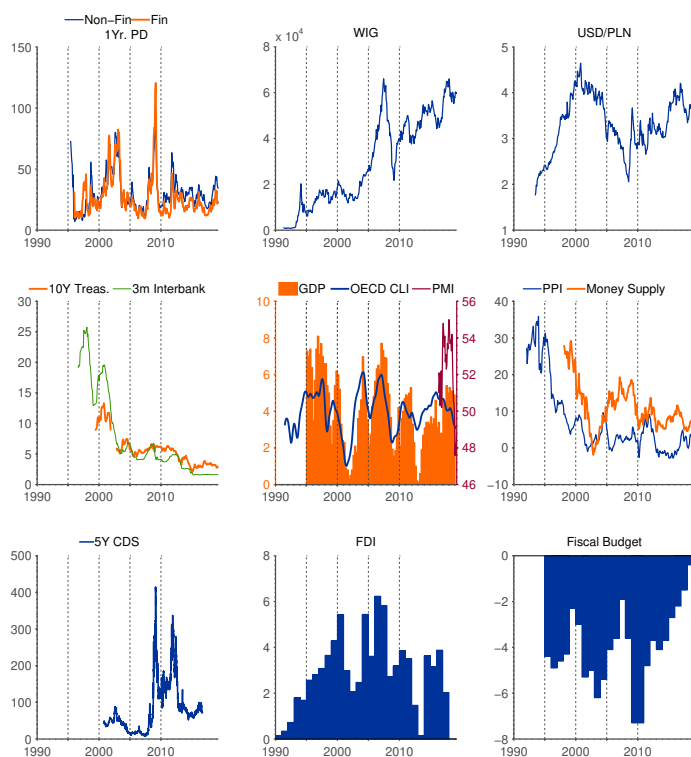 Non-Fin Fin
1Yr. PD
150
100
50
0
1990 2000 2010
8 x 10^4
WIG
6
4
2
0
1990 2000 2010
USD/PLN
5
4
3
2
1
1990 2000 2010
10Y Treas. 3m Interbank
30
25
20
15
10
5
0
1990 2000 2010
GDP OECD CLI PMI
10
8
6
4
2
0
56
54
52
50
48
46
1990 2000 2010
PPI Money Supply
40
30
20
10
0
−10
1990 2000 2010
5Y CDS
500
400
300
200
100
0
1990 2000 2010
FDI
8
6
4
2
0
1990 2000 2010
Fiscal Budget
0
−2
−4
−6
−8
1990 2000 2010